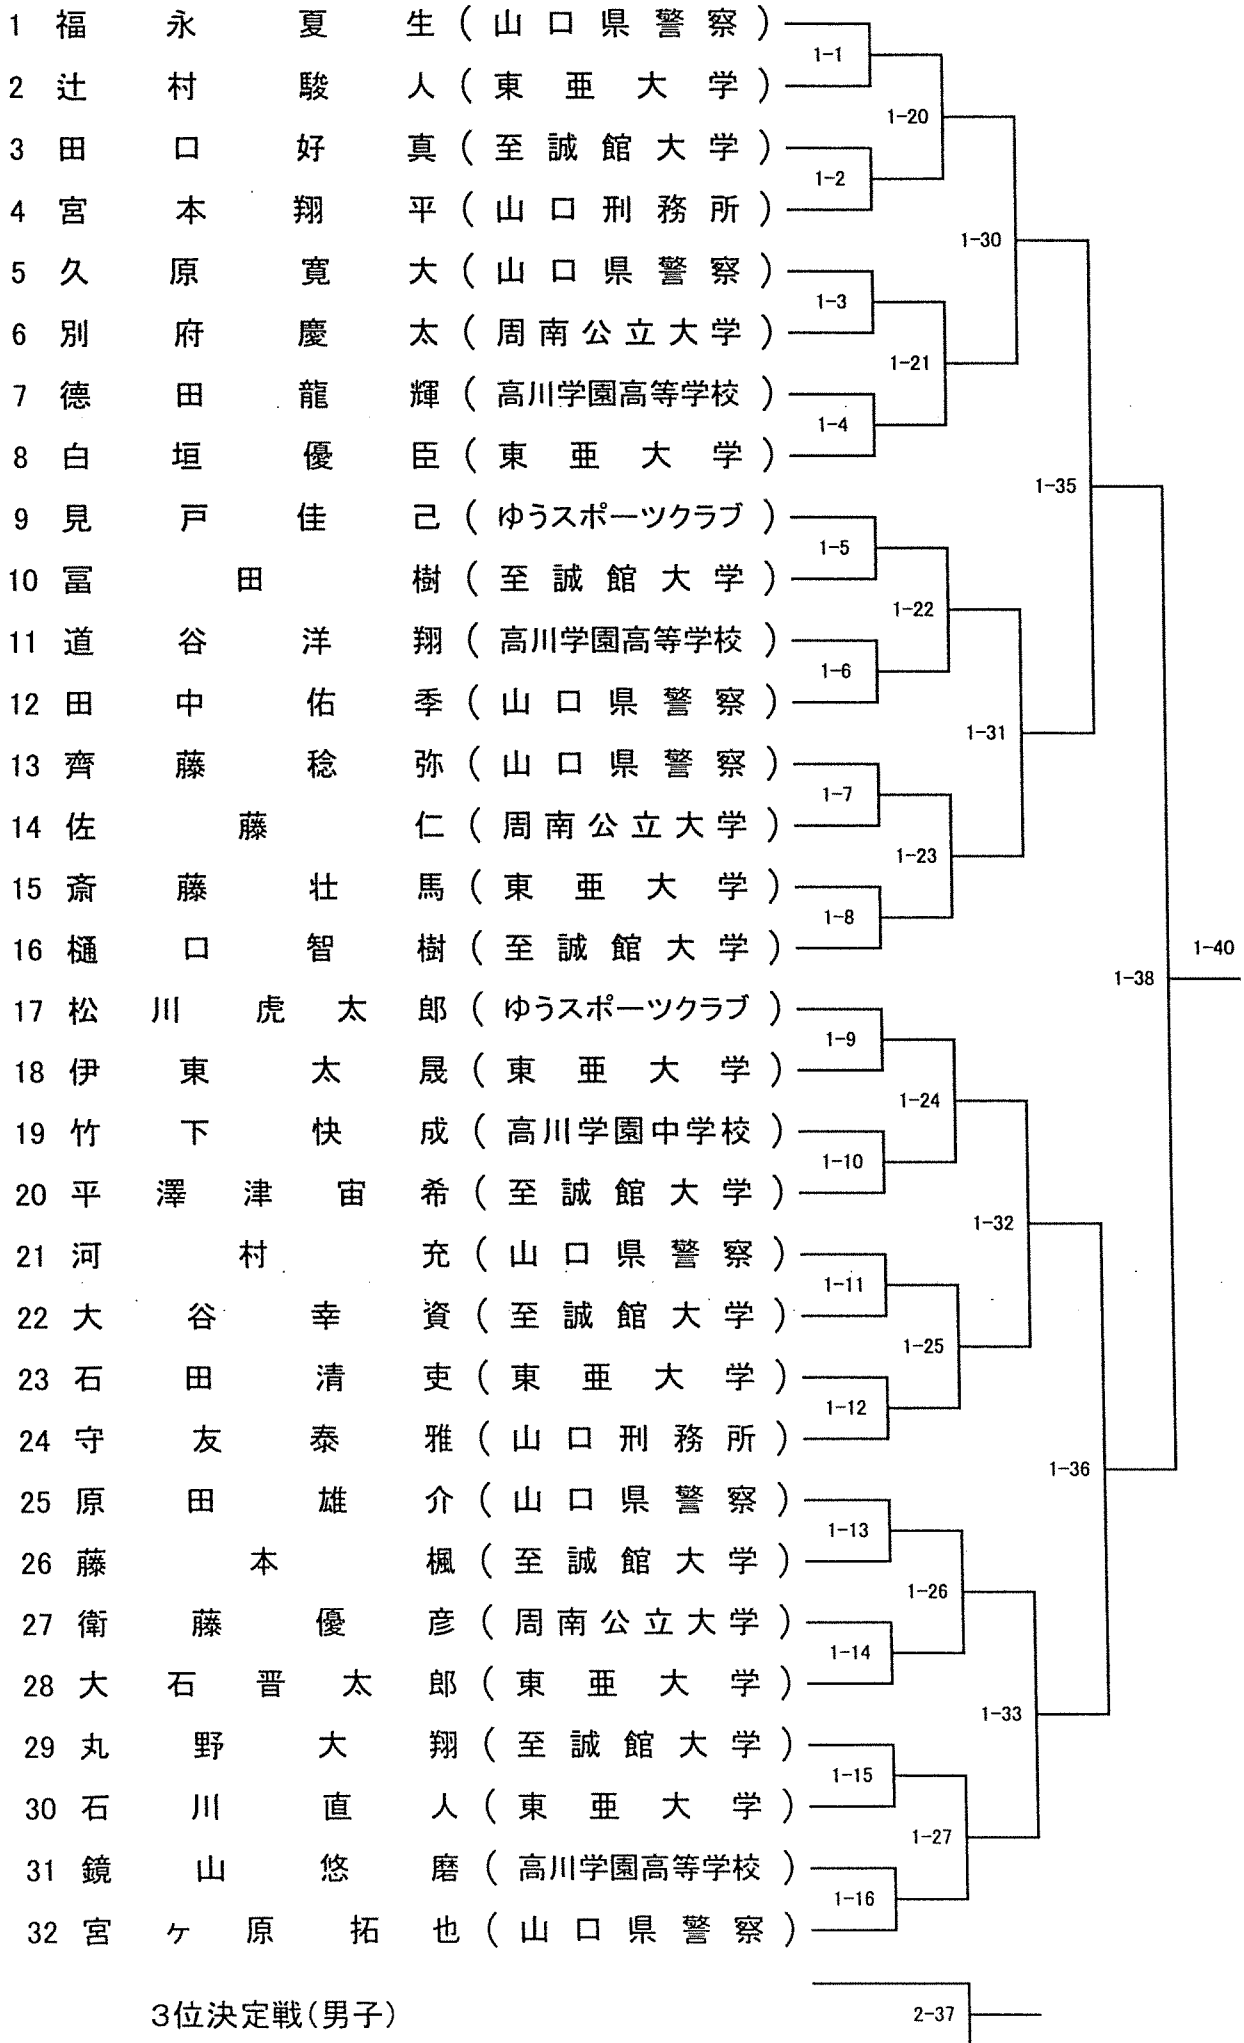 1 福永夏生(山口県警察)
1-1
2 辻村駿人(東亜大学)
1-20
3 田口好真(至誠館大学)
1-2
4 宮本翔平(山口刑務所)
1-30
5 久原寛大(山口県警察)
1-3
6 別府慶太(周南公立大学)
1-21
7 徳田龍輝(高川学園高等学校)
1-4
8 白垣優臣(東亜大学)
1-35
9 見戸佳己(ゆうスポーツクラブ)
1-5
10 冨田樹(至誠館大学)
1-22
11 道谷洋翔(高川学園高等学校)
1-6
12 田中佑季(山口県警察)
1-31
13 齊藤稔弥(山口県警察)
1-7
14 佐藤仁(周南公立大学)
1-23
15 斎藤壮馬(東亜大学)
1-8
16 樋口智樹(至誠館大学)
1-40
1-38
17 松川虎太郎(ゆうスポーツクラブ)
1-9
18 伊東太晟(東亜大学)
1-24
19 竹下快成(高川学園中学校)
1-10
20 平澤津宙希(至誠館大学)
1-32
21 河村充(山口県警察)
1-11
22 大谷幸資(至誠館大学)
1-25
23 石田清吏(東亜大学)
1-12
24 守友泰雅(山口刑務所)
1-36
25 原田雄介(山口県警察)
1-13
26 藤本楓(至誠館大学)
1-26
27 衛藤優彦(周南公立大学)
1-14
28 大石晋太郎(東亜大学)
1-33
29 丸野大翔(至誠館大学)
1-15
30 石川直人(東亜大学)
1-27
31 鏡山悠磨(高川学園高等学校)
1-16
32 宮ヶ原拓也(山口県警察)
3位決定戦(男子)
2-37